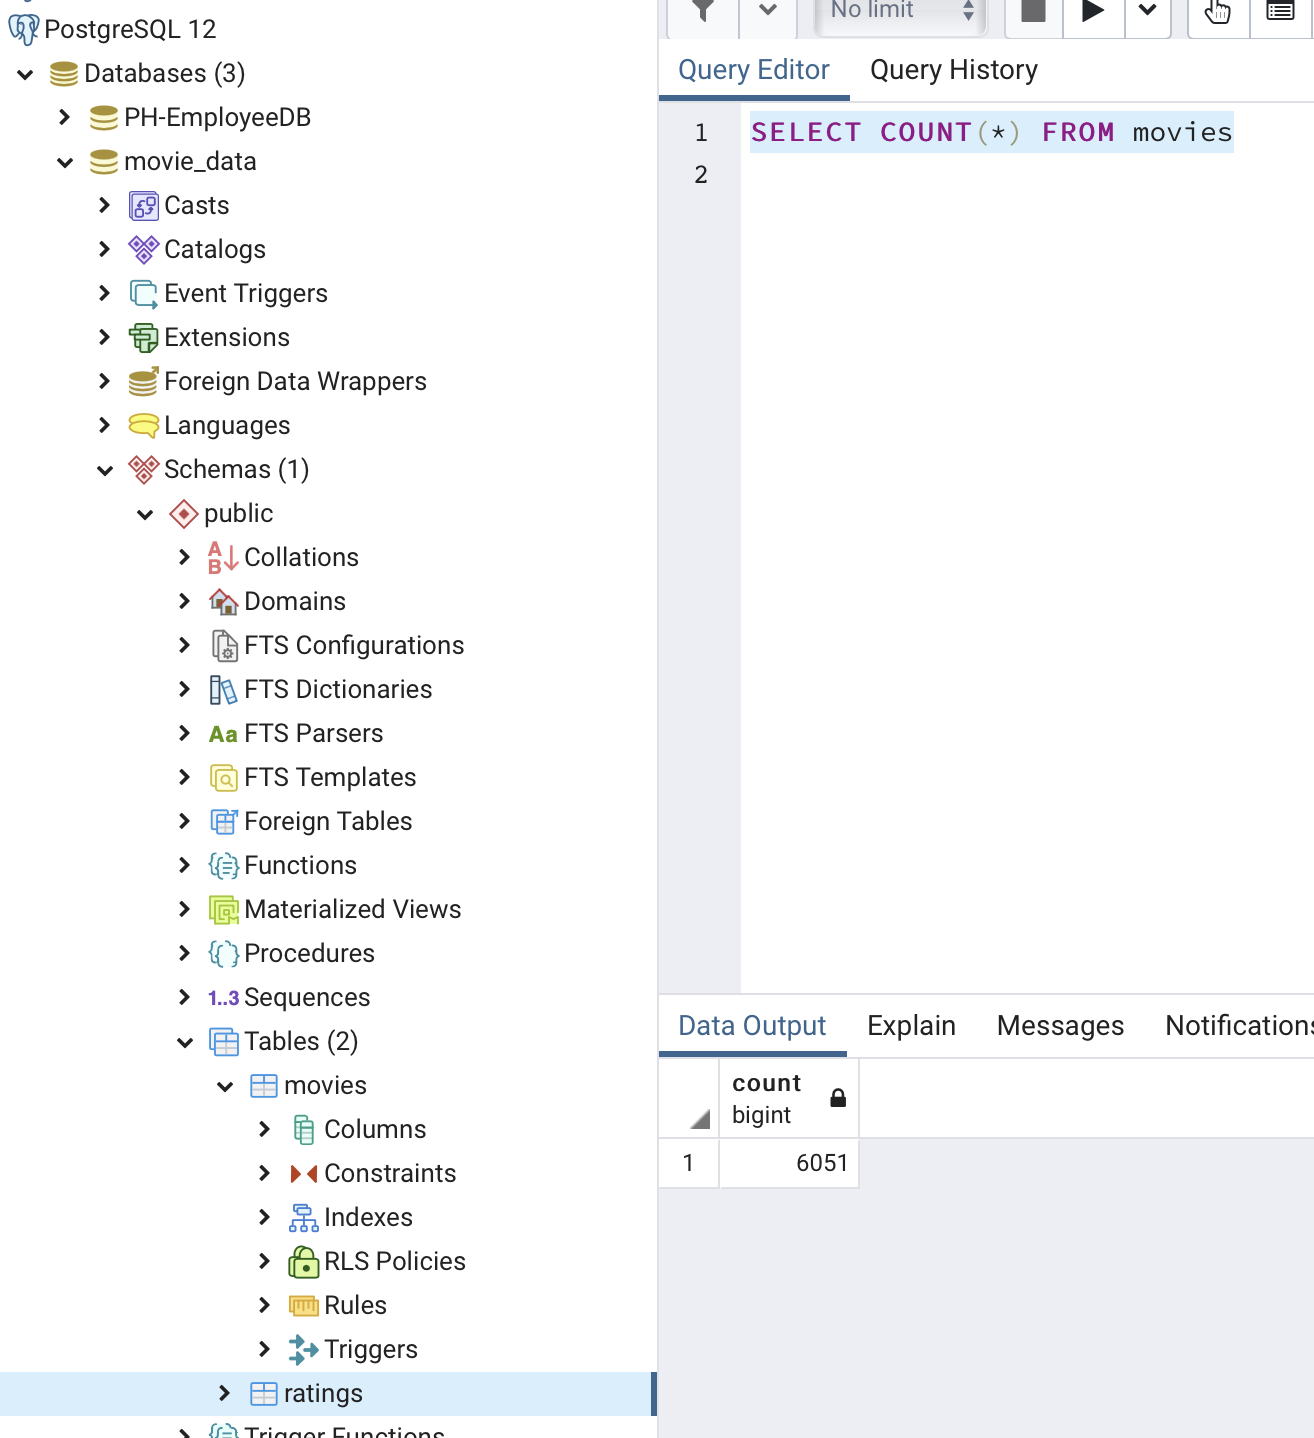 PostgreSQL 12
Databases (3)
PH-EmployeeDB
movie_data
Casts
Catalogs
Event Triggers
Extensions
Foreign Data Wrappers
Languages
Schemas (1)
public
Collations
Domains
FTS Configurations
FTS Dictionaries
Aa FTS Parsers
FTS Templates
Foreign Tables
Functions
Materialized Views
Procedures
1..3 Sequences
Tables (2)
movies
Columns
Constraints
Indexes
RLS Policies
Rules
Triggers
ratings
Trigger Functions
No limit
Query Editor Query History
1 SELECT COUNT(*) FROM movies
2
Data Output Explain Messages Notifications
count
bigint
1 6051